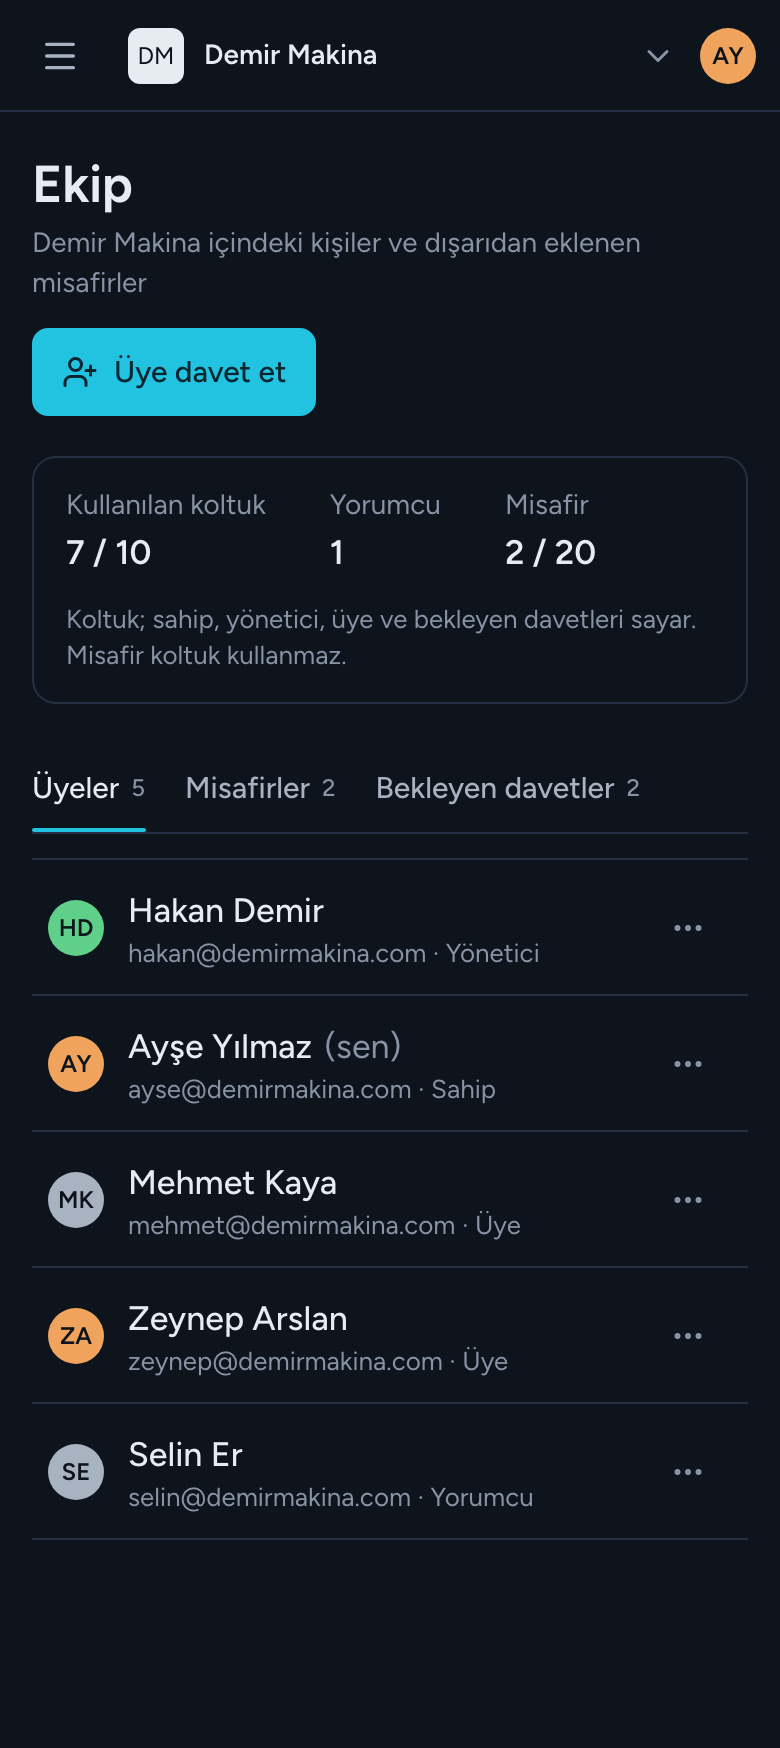 DM Demir Makina AY
Ekip
Demir Makina içindeki kişiler ve dışarıdan eklenen
misafirler
Üye davet et
Kullanılan koltuk Yorumcu Misafir
7 / 10 1 2 / 20
Koltuk; sahip, yönetici, üye ve bekleyen davetleri sayar.
Misafir koltuk kullanmaz.
Üyeler 5 Misafirler 2 Bekleyen davetler 2
HD Hakan Demir
hakan@demirmakina.com · Yönetici
AY Ayşe Yılmaz (sen)
ayse@demirmakina.com · Sahip
MK Mehmet Kaya
mehmet@demirmakina.com · Üye
ZA Zeynep Arslan
zeynep@demirmakina.com · Üye
SE Selin Er
selin@demirmakina.com · Yorumcu